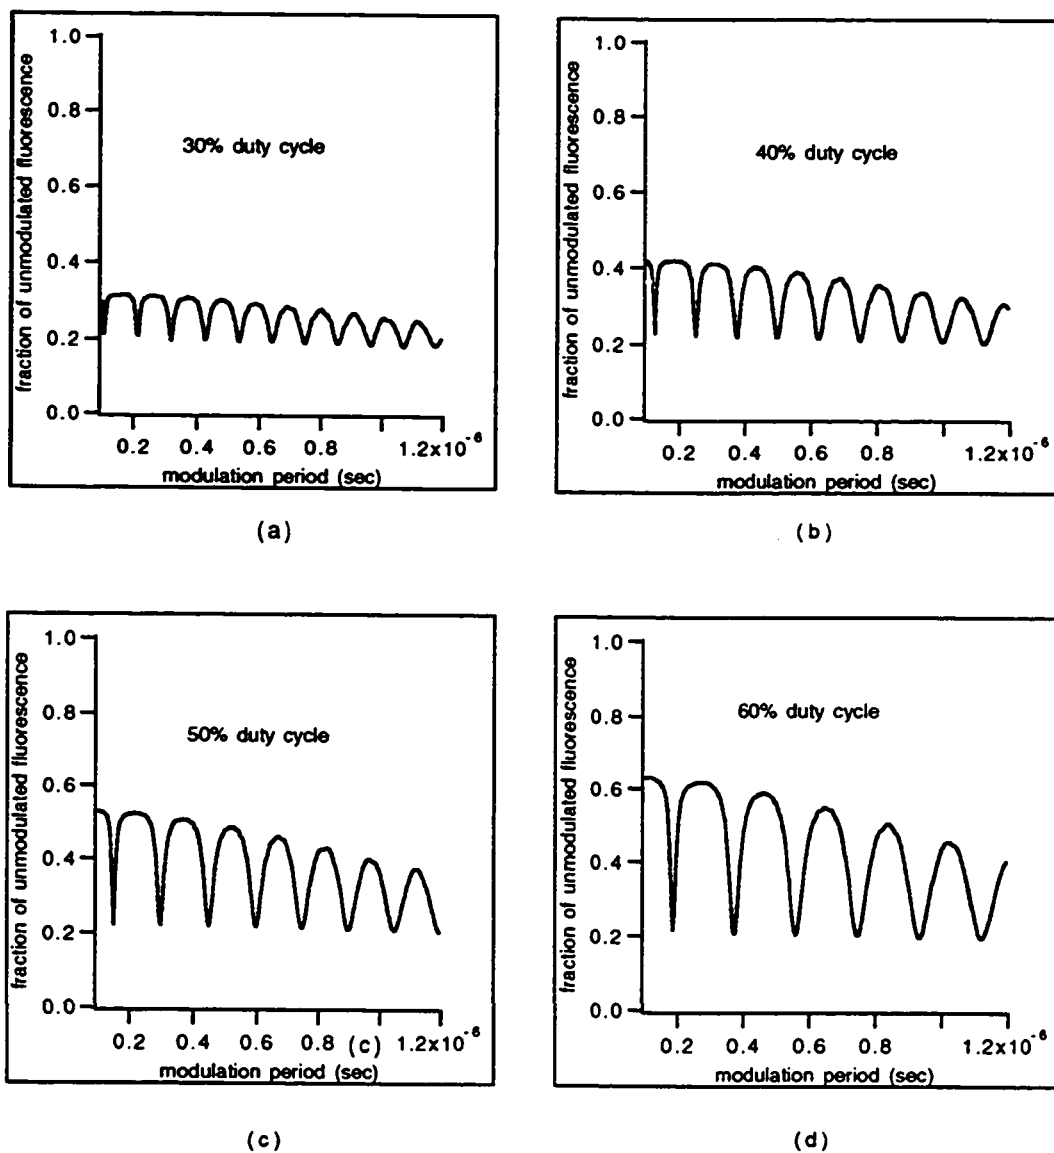 fraction of unmodulated fluorescence
1.0
0.8
0.6
0.4
0.2
0.0
30% duty cycle
0.2 0.4 0.6 0.8 1.2x10-6
modulation period (sec)
(a)
fraction of unmodulated fluorescence
1.0
0.8
0.6
0.4
0.2
0.0
40% duty cycle
0.2 0.4 0.6 0.8 1.2x10-6
modulation period (sec)
(b)
fraction of unmodulated fluorescence
1.0
0.8
0.6
0.4
0.2
0.0
50% duty cycle
0.2 0.4 0.6 0.8 (c) 1.2x10-6
modulation period (sec)
(c)
fraction of unmodulated fluorescence
1.0
0.8
0.6
0.4
0.2
0.0
60% duty cycle
0.2 0.4 0.6 0.8 1.2x10-6
modulation period (sec)
(d)